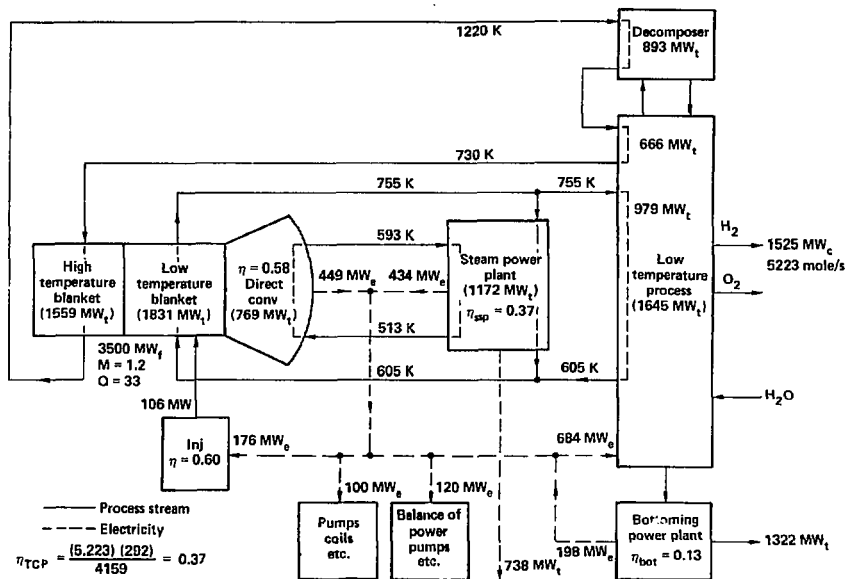 1220 K
Decomposer
893 MWt
666 MWt
730 K
755 K
755 K
979 MWt
H2
1525 MWc
5223 mole/s
O2
593 K
High
temperature
blanket
(1559 MWt)
Low
temperature
blanket
(1831 MWt)
η = 0.58
Direct
conv
(769 MWt)
449 MWe
434 MWe
Steam power
plant
(1172 MWt)
ηssp = 0.37
Low
temperature
process
(1645 MWt)
513 K
3500 MWf
M = 1.2
Q = 33
605 K
605 K
H2O
106 MW
Inj
η = 0.60
176 MWe
684 MWe
100 MWe
120 MWe
Pumps
coils
etc.
Balance of
power
pumps
etc.
738 MWt
198 MWe
Bottoming
power plant
ηbot = 0.13
1322 MWt
Process stream
Electricity
ηTCP = (5.223) (292) / 4159 = 0.37